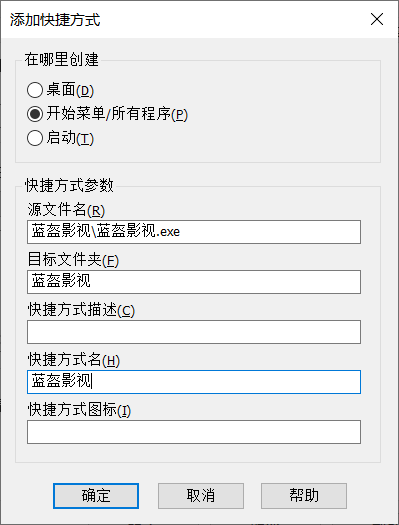 添加快捷方式
在哪里创建
桌面(D)
开始菜单/所有程序(P)
启动(T)
快捷方式参数
源文件名(R)
蓝盔影视\蓝盔影视.exe
目标文件夹(F)
蓝盔影视
快捷方式描述(C)
快捷方式名(H)
蓝盔影视
快捷方式图标(I)
确定 取消 帮助